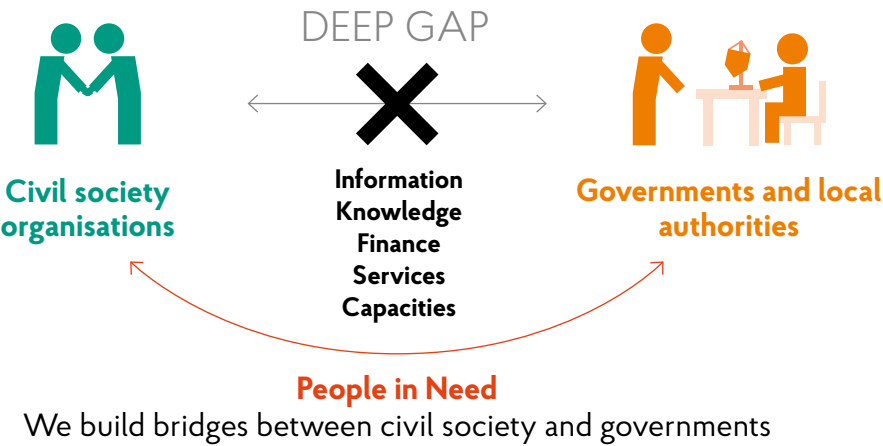 DEEP GAP
Civil society
organisations
Information
Knowledge
Finance
Services
Capacities
Governments and local
authorities
People in Need
We build bridges between civil society and governments